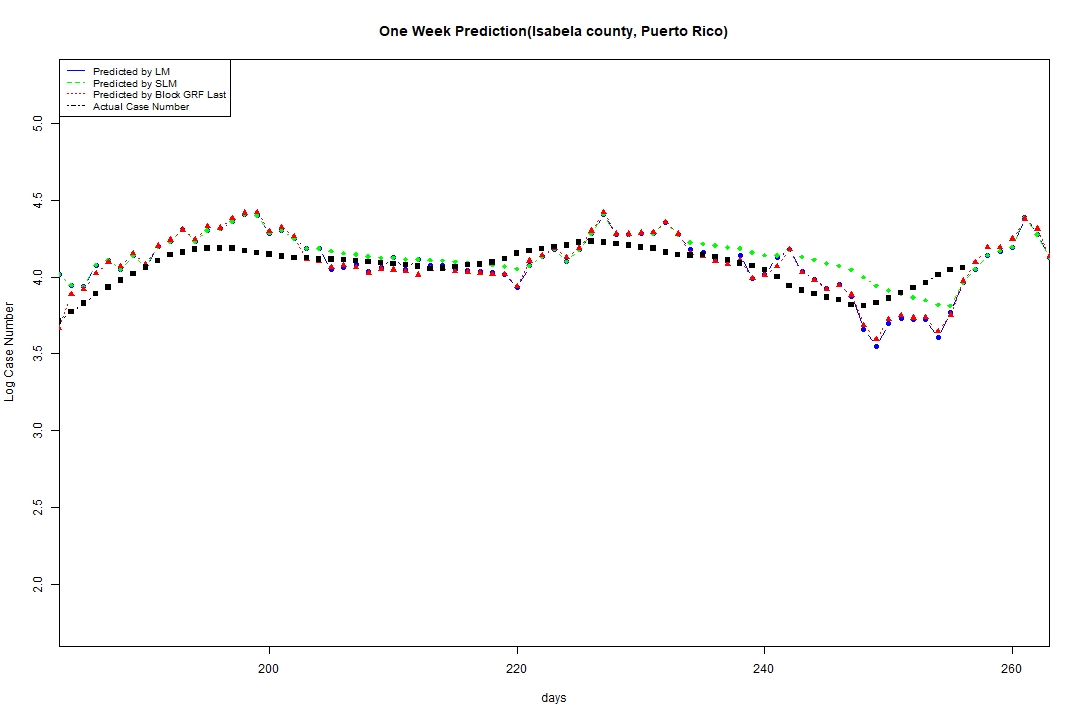 One Week Prediction(Isabela county, Puerto Rico)
Predicted by LM
Predicted by SLM
Predicted by Block GRF Last
Actual Case Number
5.0
4.5
4.0
3.5
3.0
2.5
2.0
Log Case Number
200 220 240 260
days